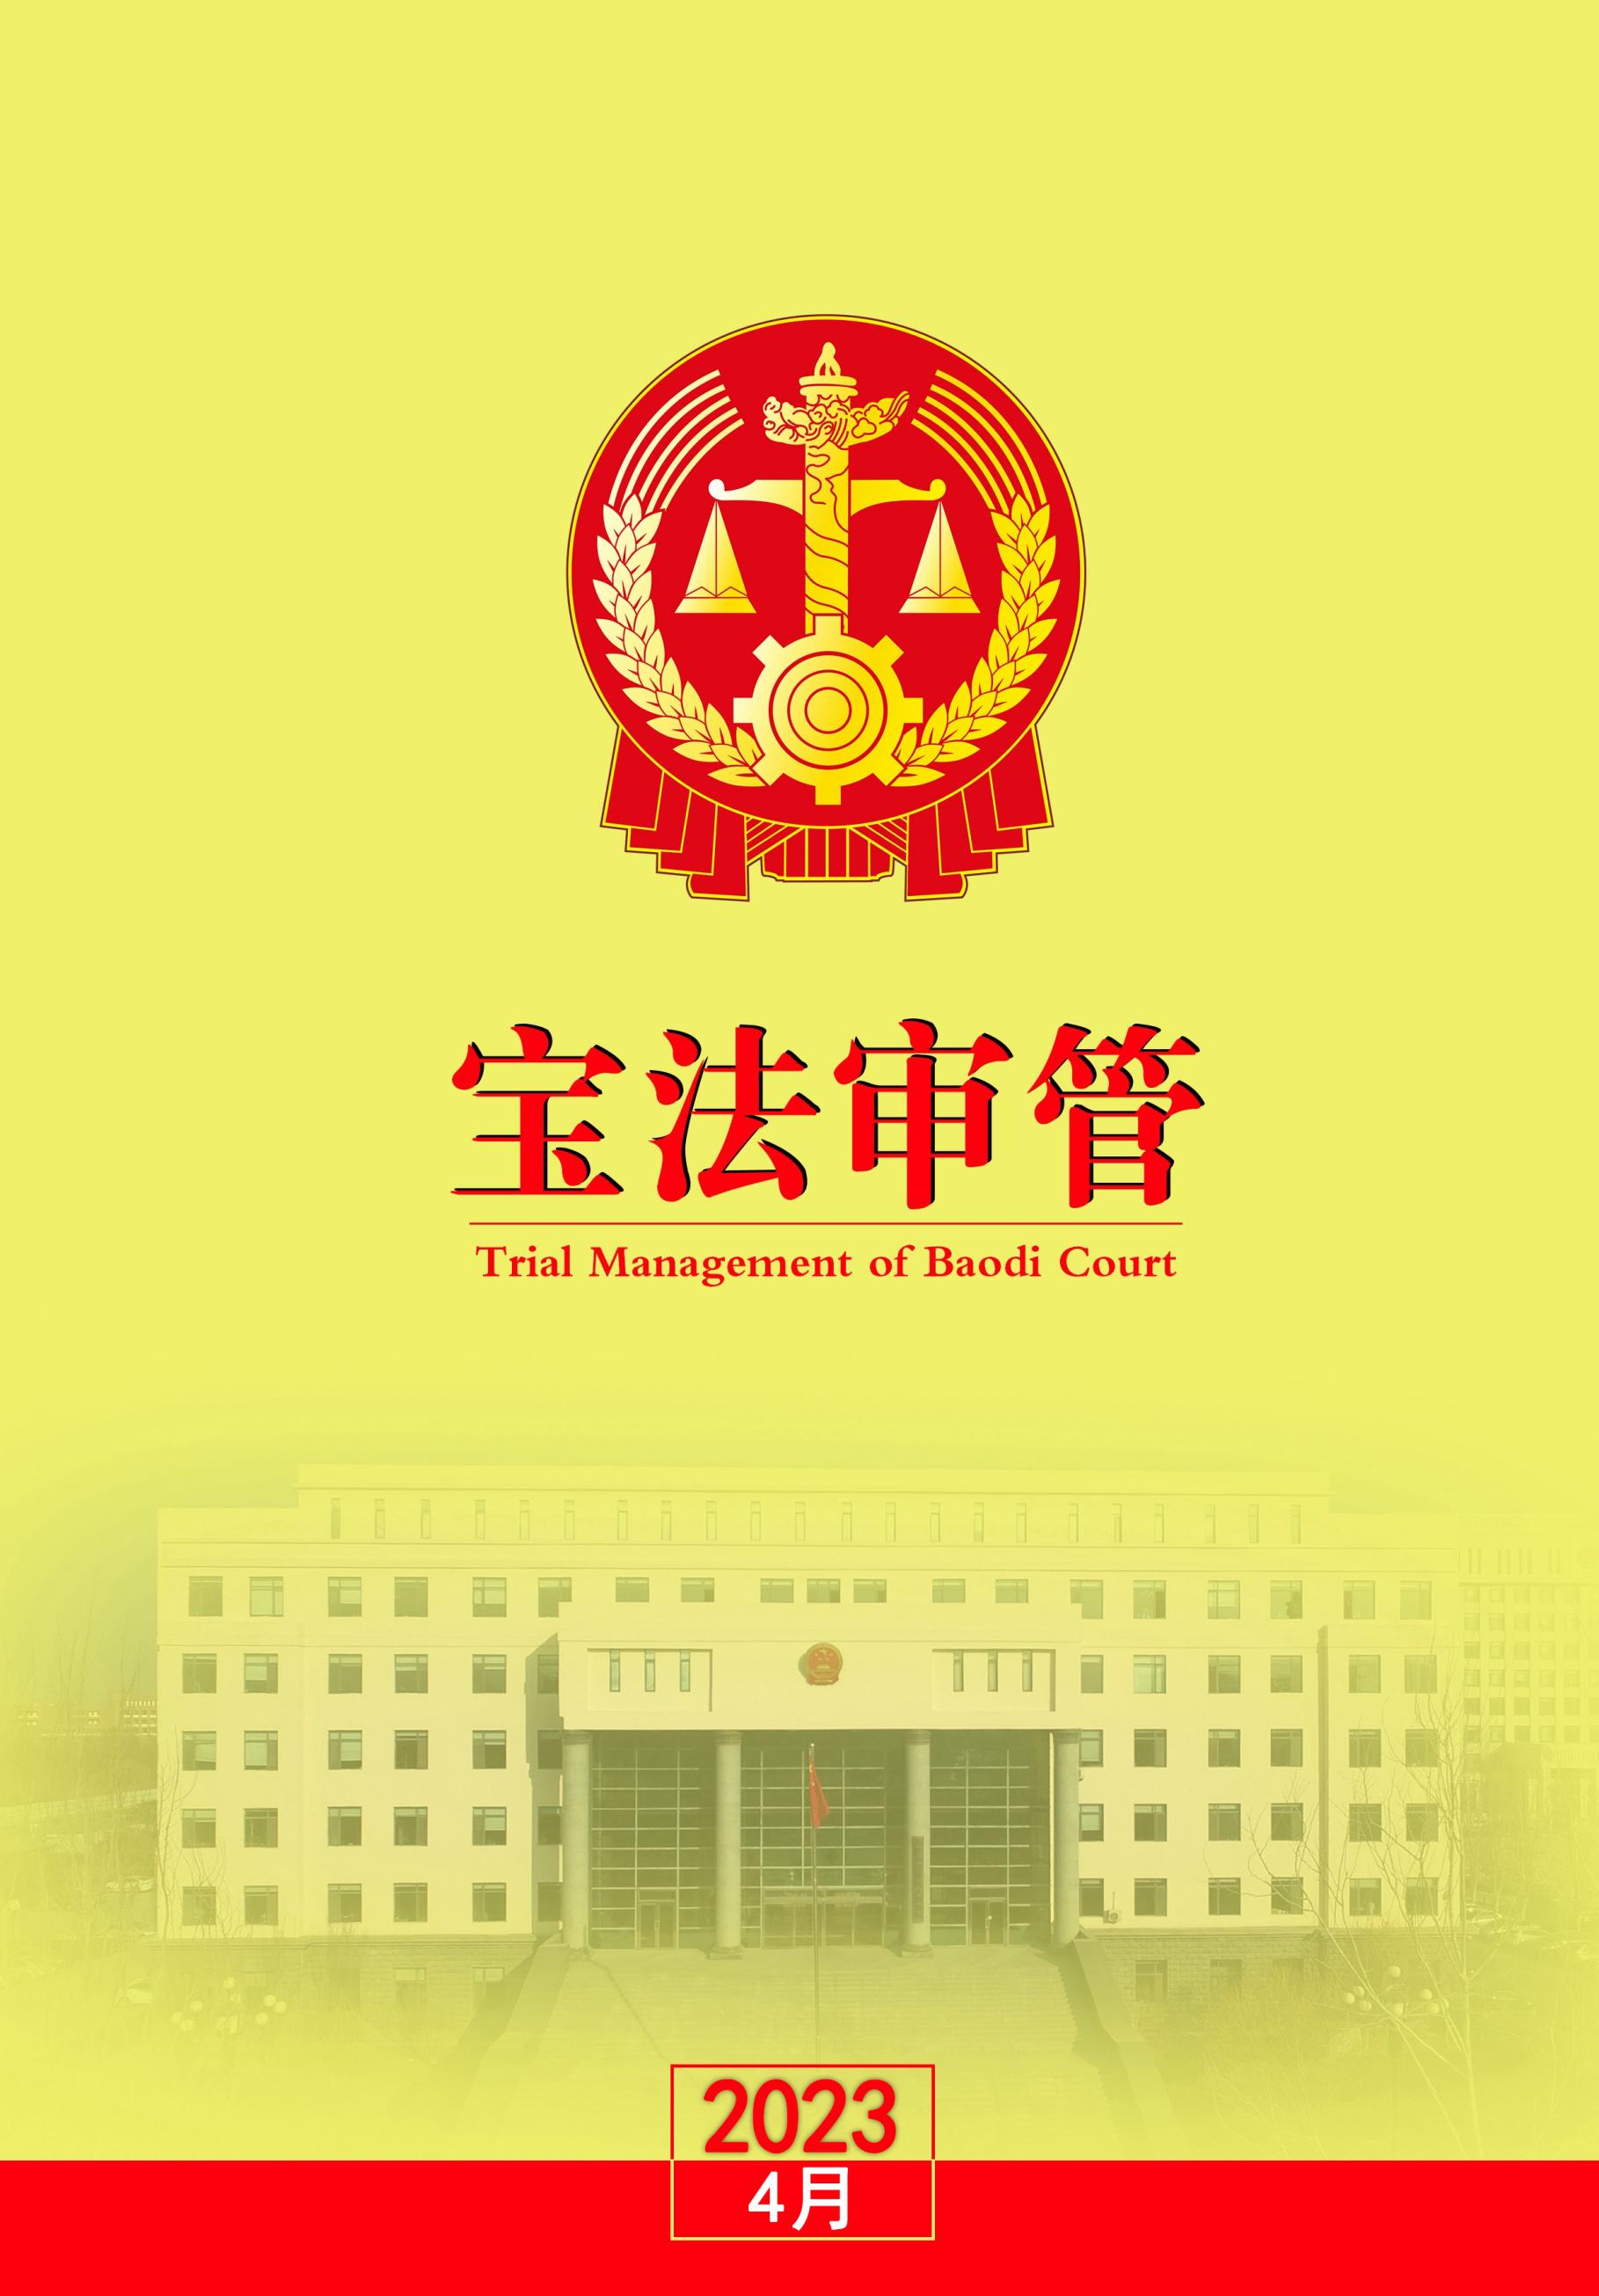 宝法审管
Trial Management of Baodi Court
2023
4月